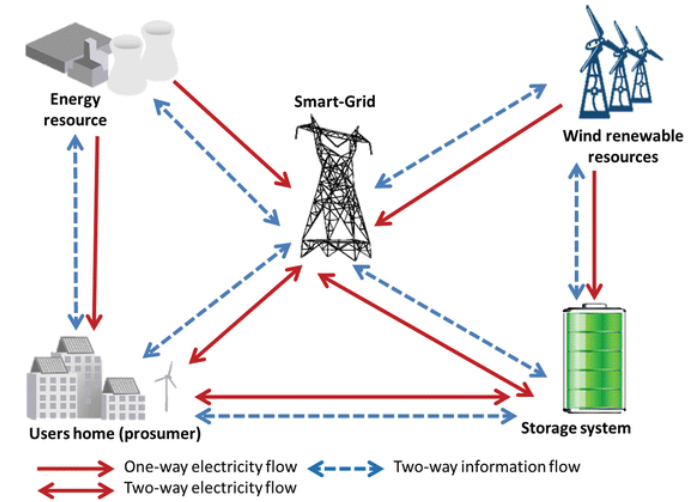 Energy
resource
Smart-Grid
Wind renewable
resources
Users home (prosumer)
Storage system
One-way electricity flow
Two-way information flow
Two-way electricity flow